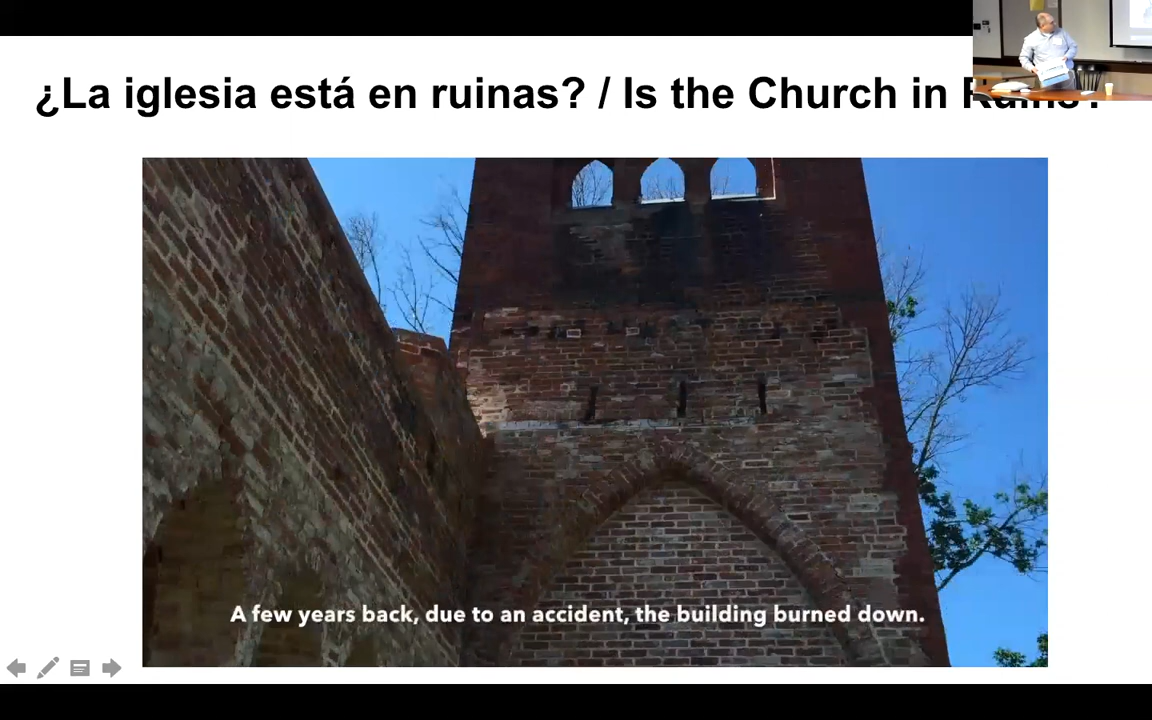 ¿La iglesia está en ruinas? / Is the Church in Ruins?
A few years back, due to an accident, the building burned down.